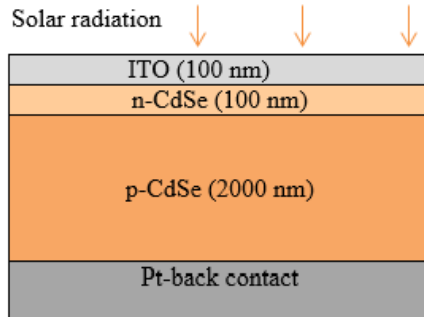 Solar radiation
ITO (100 nm)
n-CdSe (100 nm)
p-CdSe (2000 nm)
Pt-back contact